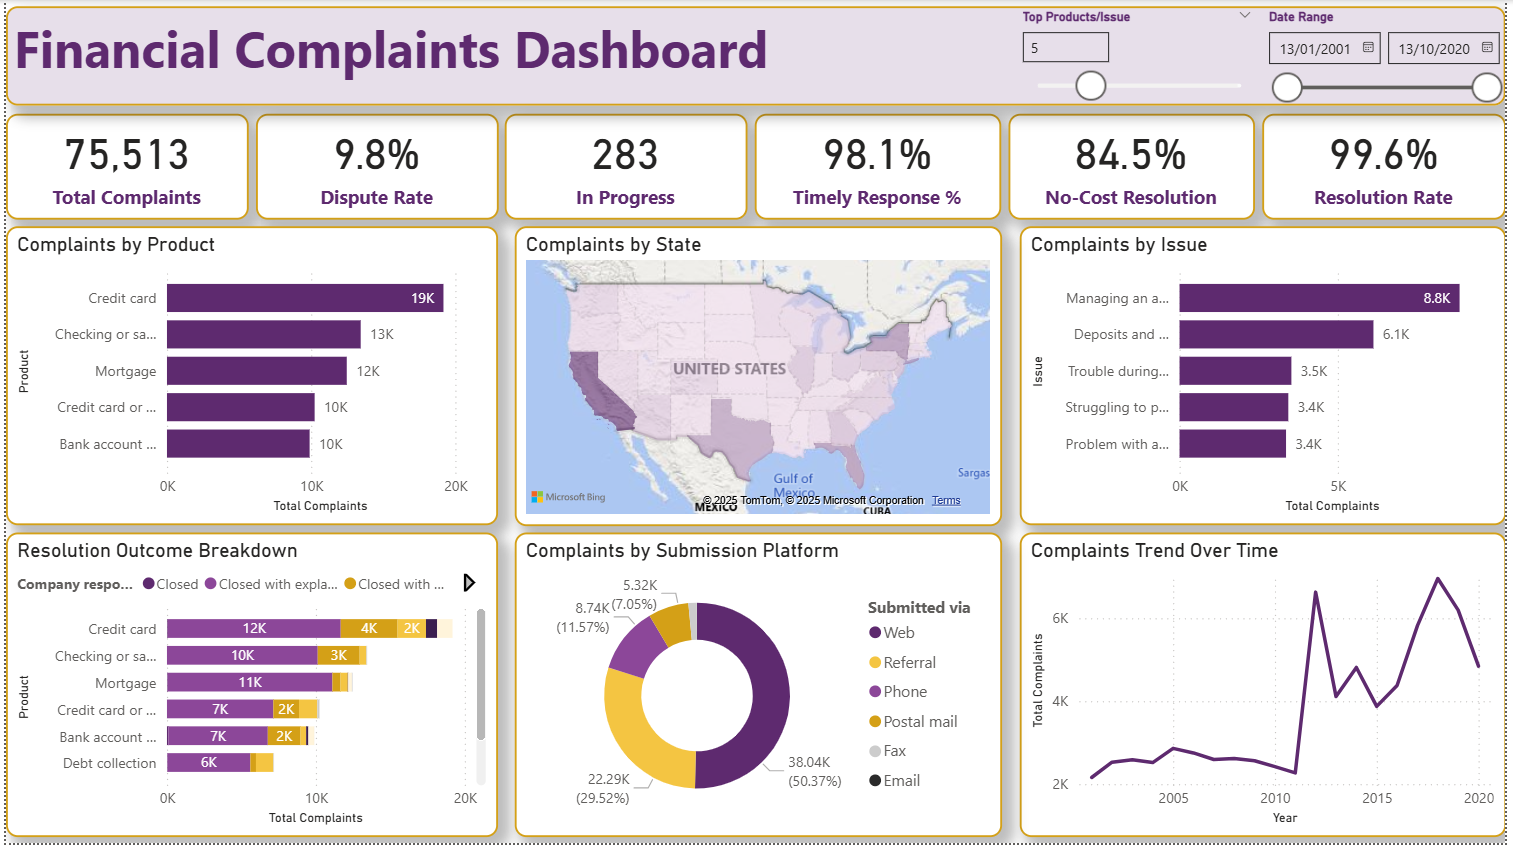 Financial Complaints Dashboard
Top Products/Issue
5
Date Range
13/01/2001
13/10/2020
75,513
Total Complaints
9.8%
Dispute Rate
283
In Progress
98.1%
Timely Response %
84.5%
No-Cost Resolution
99.6%
Resolution Rate
Complaints by Product
Product
Credit card
19K
Checking or sa...
13K
Mortgage
12K
Credit card or ...
10K
Bank account ...
10K
0K
10K
20K
Total Complaints
Complaints by State
UNITED STATES
Gulf of
Mexico
Sargas
MEXICO
CUBA
Microsoft Bing
© 2025 TomTom, © 2025 Microsoft Corporation
Terms
Complaints by Issue
Issue
Managing an a...
8.8K
Deposits and ...
6.1K
Trouble during...
3.5K
Struggling to p...
3.4K
Problem with a...
3.4K
0K
5K
Total Complaints
Resolution Outcome Breakdown
Company respo...
Closed
Closed with expla...
Closed with ...
Product
Credit card
12K
4K
2K
Checking or sa...
10K
3K
Mortgage
11K
Credit card or ...
7K
2K
Bank account ...
7K
2K
Debt collection
6K
0K
10K
20K
Total Complaints
Complaints by Submission Platform
5.32K
(7.05%)
8.74K
(11.57%)
22.29K
(29.52%)
38.04K
(50.37%)
Submitted via
Web
Referral
Phone
Postal mail
Fax
Email
Complaints Trend Over Time
Total Complaints
6K
4K
2K
2005
2010
2015
2020
Year